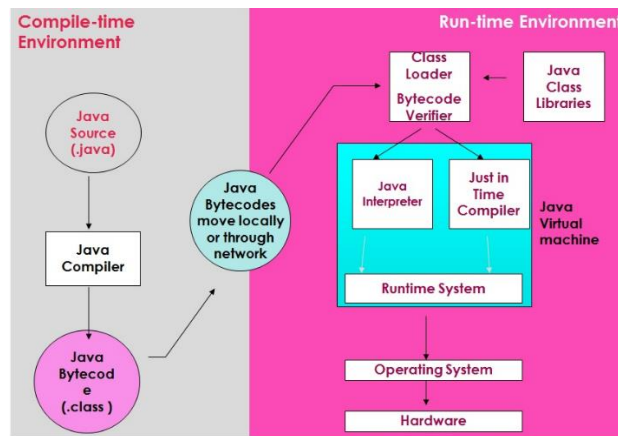 Compile-time
Environment
Run-time Environment
Class
Loader
Bytecode
Verifier
Java
Class
Libraries
Java
Source
(.java)
Java
Bytecodes
move locally
or through
network
Java
Interpreter
Just in
Time
Compiler
Java
Virtual
machine
Java
Compiler
Runtime System
Java
Bytecod
e
(.class )
Operating System
Hardware